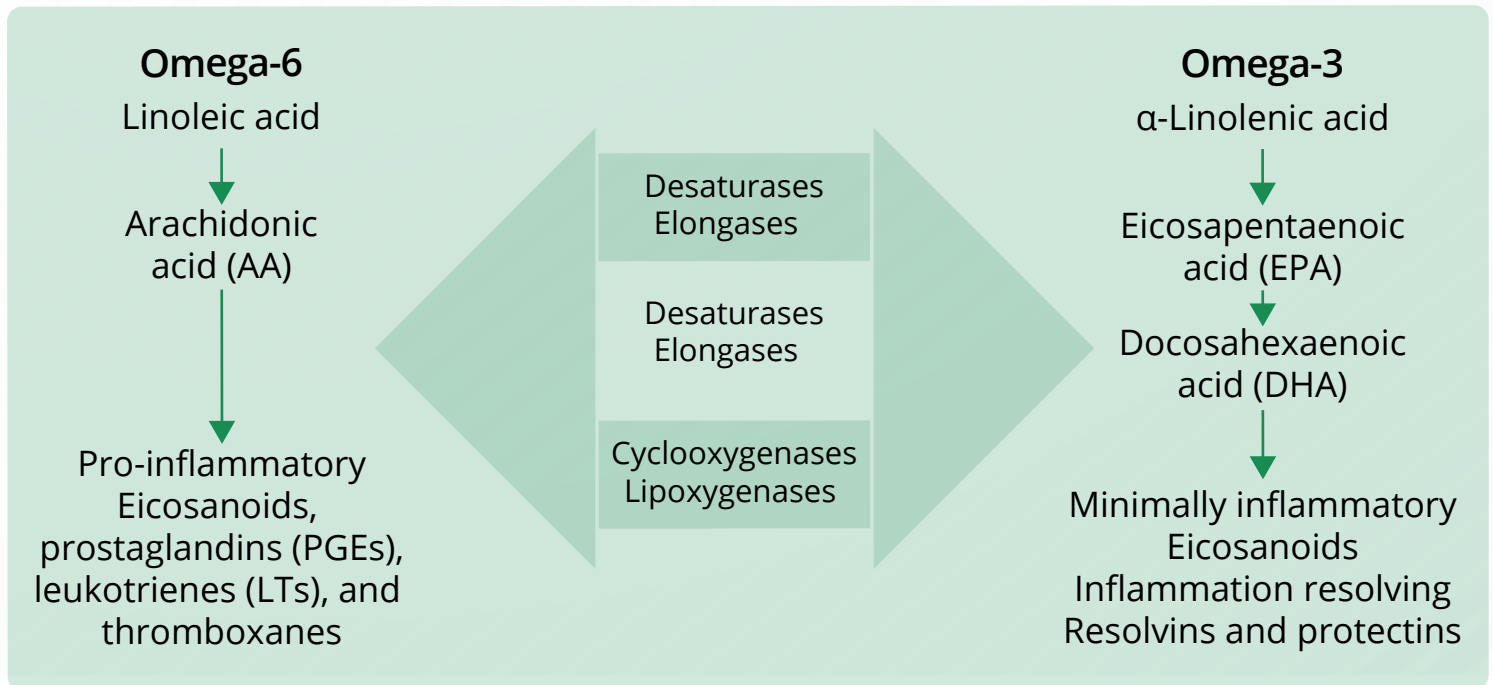 Omega-6
Linoleic acid
Arachidonic
acid (AA)
Pro-inflammatory
Eicosanoids,
prostaglandins (PGEs),
leukotrienes (LTs), and
thromboxanes
Desaturases
Elongases
Desaturases
Elongases
Cyclooxygenases
Lipoxygenases
Omega-3
α-Linolenic acid
Eicosapentaenoic
acid (EPA)
Docosahexaenoic
acid (DHA)
Minimally inflammatory
Eicosanoids
Inflammation resolving
Resolvins and protectins